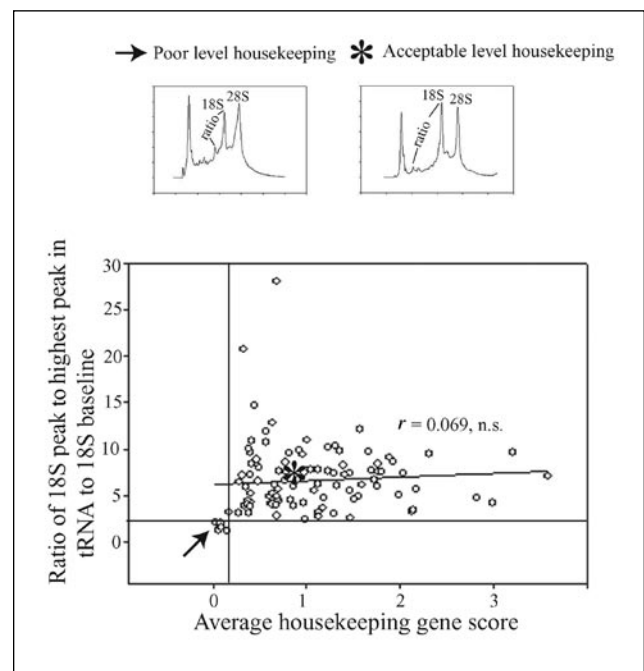 Poor level housekeeping
Acceptable level housekeeping
18S
28S
ratio
18S
28S
ratio
Ratio of 18S peak to highest peak in
tRNA to 18S baseline
30
25
20
15
10
5
0
r = 0.069, n.s.
0
1
2
3
Average housekeeping gene score